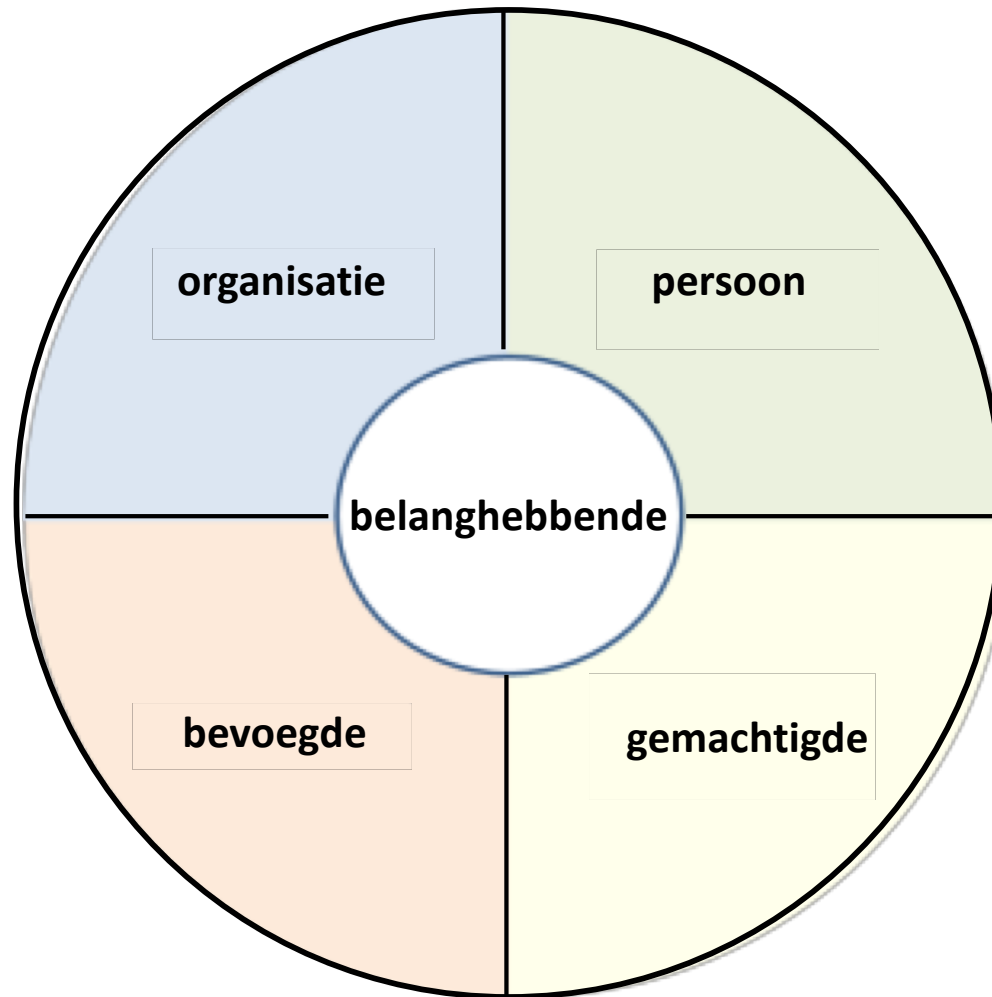 organisatie
persoon
belanghebbende
bevoegde
gemachtigde